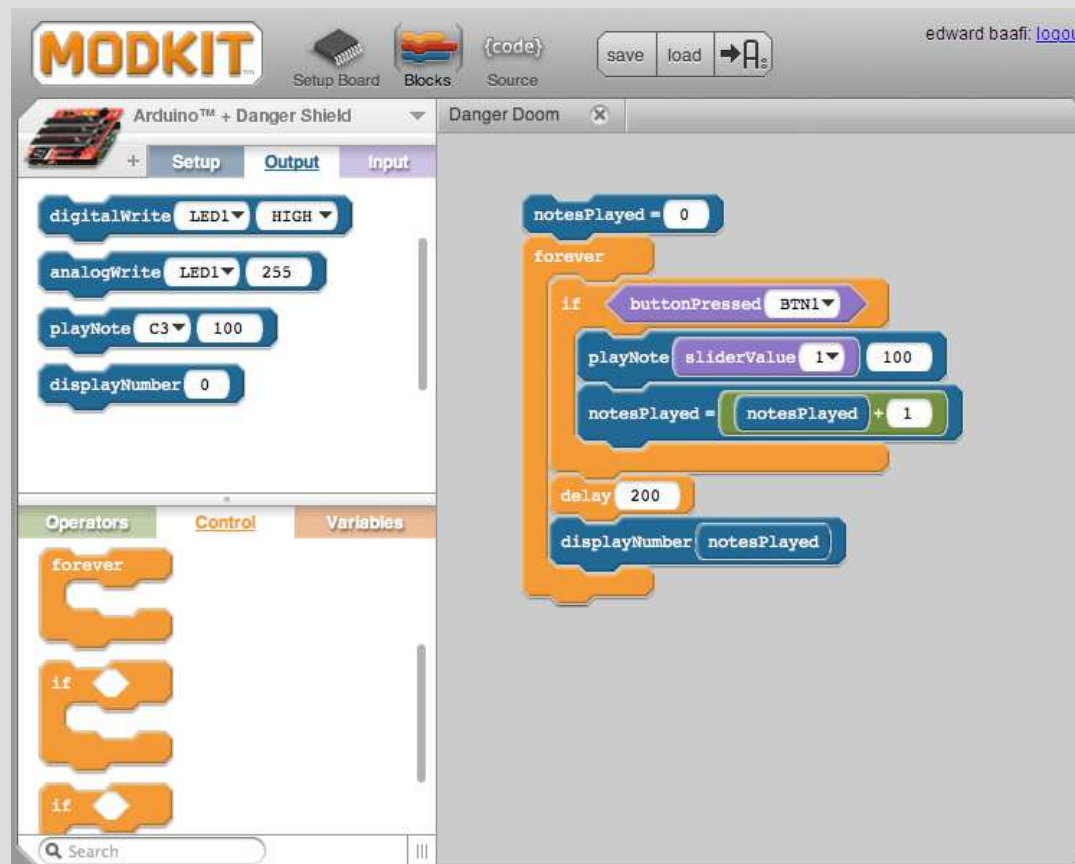 MODKIT™
Setup Board
Blocks
{code}
Source
save
load
edward baafi: logou
Arduino™ + Danger Shield
Danger Doom
+
Setup
Output
Input
digitalWrite LED1 HIGH
analogWrite LED1 255
playNote C3 100
displayNumber 0
Operators
Control
Variables
forever
if
if
Search
notesPlayed = 0
forever
if buttonPressed BTN1
playNote sliderValue 1 100
notesPlayed = notesPlayed + 1
delay 200
displayNumber notesPlayed